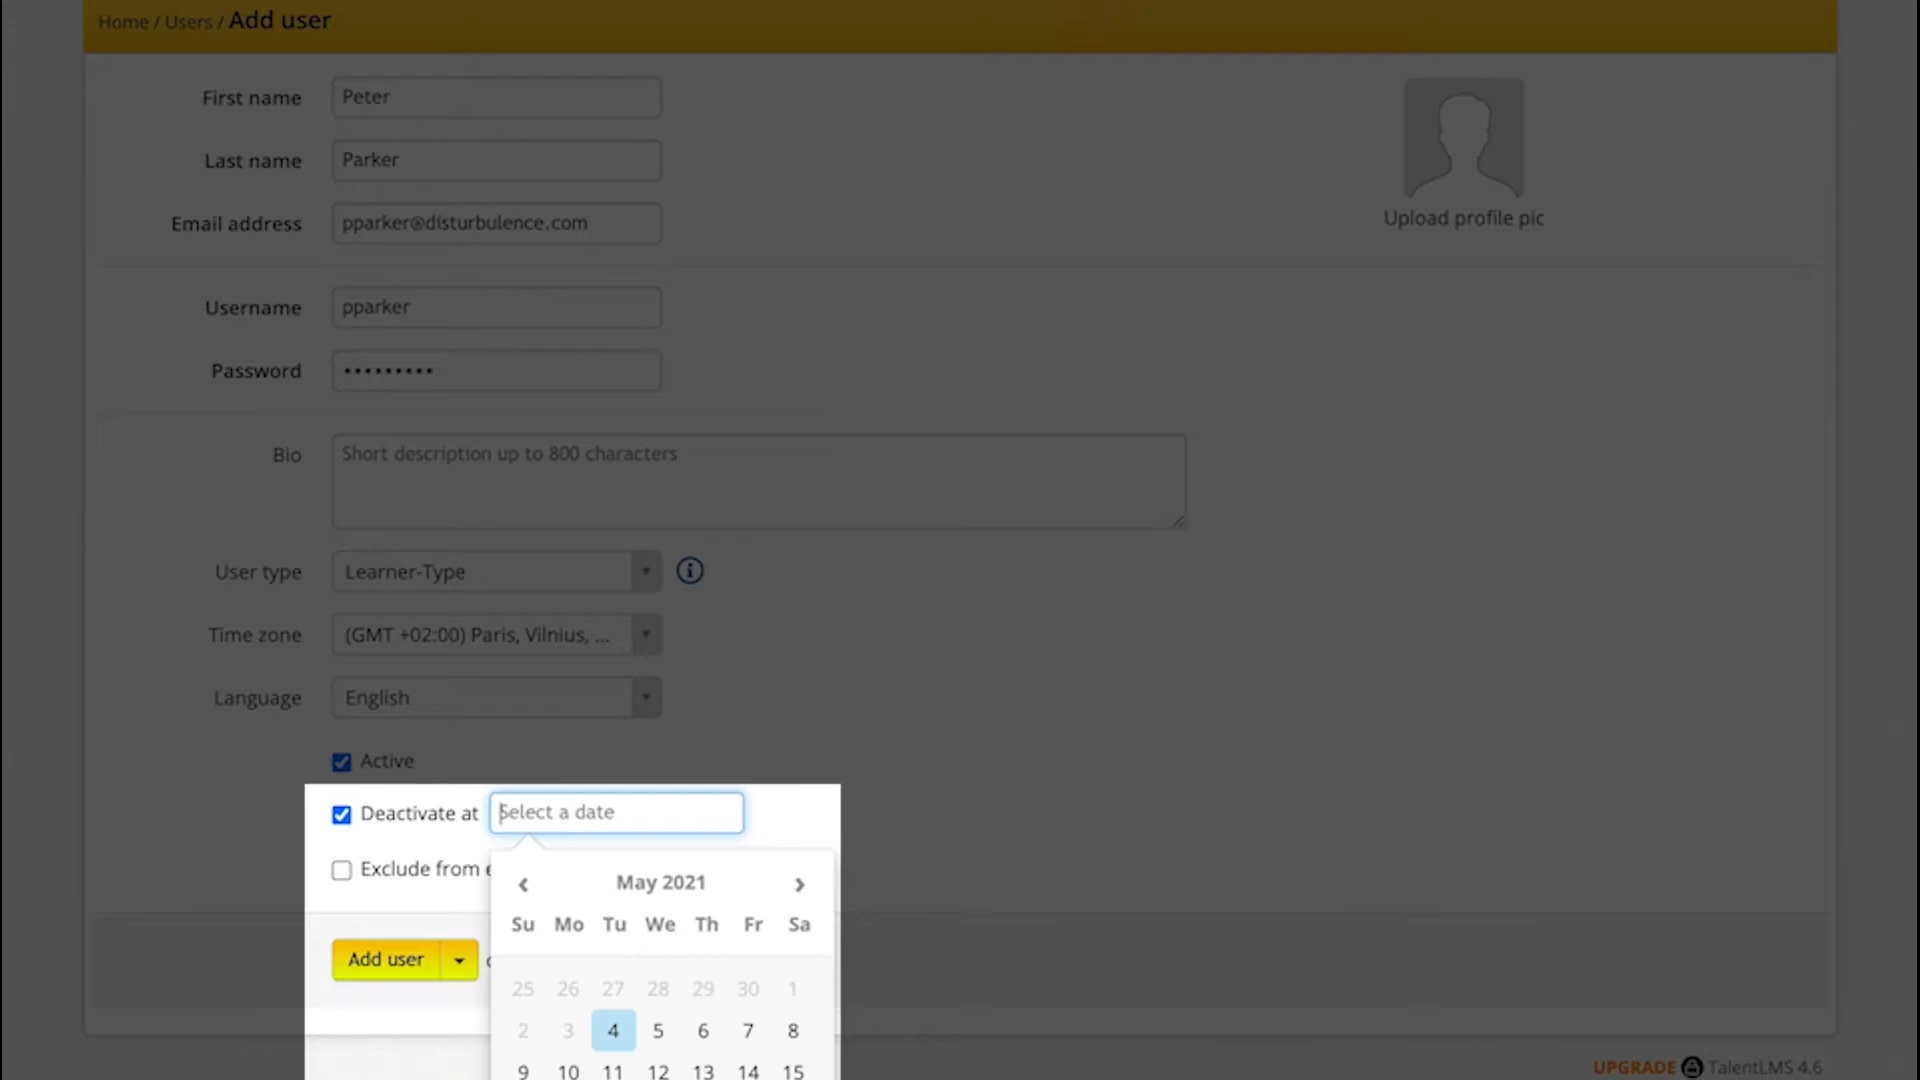 Home / Users / Add user
First name Peter
Last name Parker
Email address pparker@disturbulence.com
Upload profile pic
Username pparker
Password •••••••••
Bio Short description up to 800 characters
User type Learner-Type
Time zone (GMT +02:00) Paris, Vilnius, ...
Language English
Active
Deactivate at Select a date
Exclude from
May 2021
Su Mo Tu We Th Fr Sa
25 26 27 28 29 30 1
2 3 4 5 6 7 8
9 10 11 12 13 14 15
Add user
UPGRADE TalentLMS 4.6